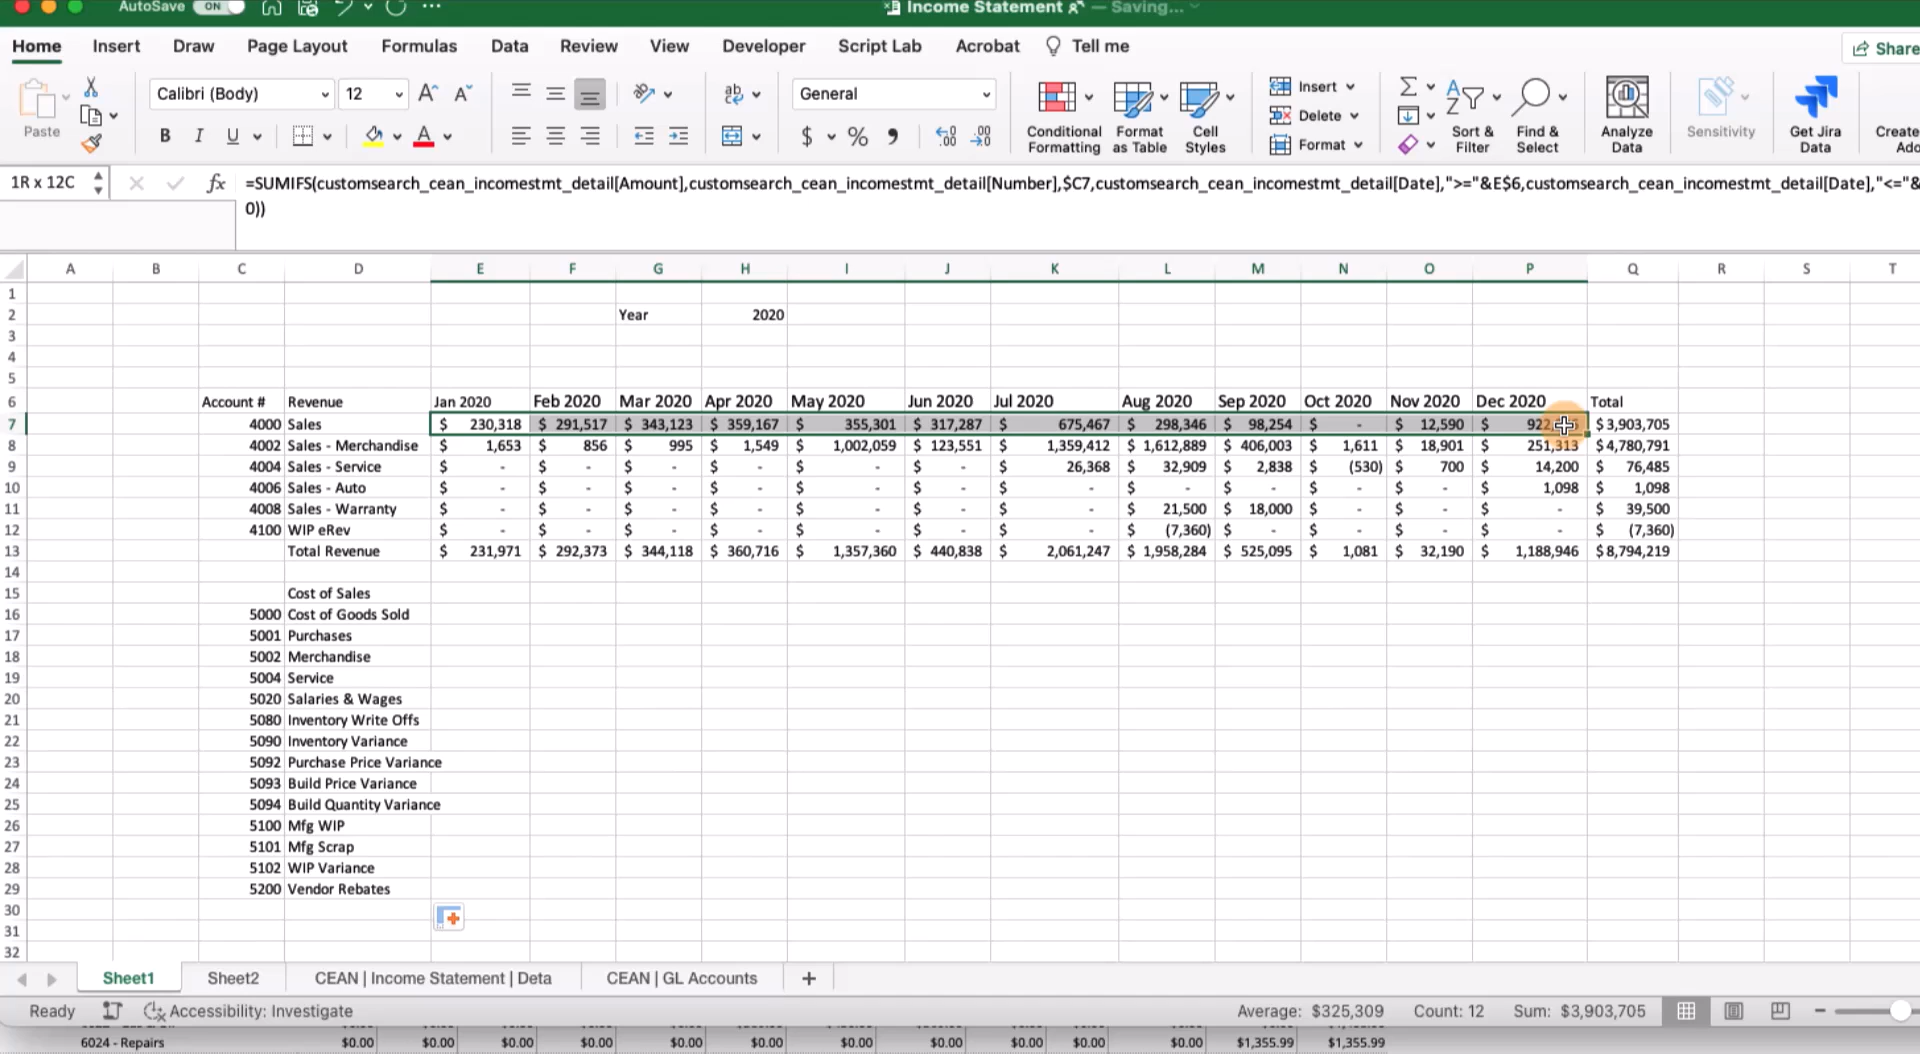 AutoSave ON ··· Income Statement — Saving...
Home Insert Draw Page Layout Formulas Data Review View Developer Script Lab Acrobat Tell me Share
Paste Calibri (Body) 12 A^ A˅ ab General Conditional Formatting Format as Table Cell Styles Insert Delete Format Sort & Filter Find & Select Analyze Data Sensitivity Get Jira Data
B I U A $ % 9
1R x 12C fx =SUMIFS(customsearch_cean_incomestmt_detail[Amount],customsearch_cean_incomestmt_detail[Number],$C7,customsearch_cean_incomestmt_detail[Date],">="&E$6,customsearch_cean_incomestmt_detail[Date],"<="&
0))
A B C D E F G H I J K L M N O P Q R S T
1
2 Year 2020
3
4
5
6 Account # Revenue Jan 2020 Feb 2020 Mar 2020 Apr 2020 May 2020 Jun 2020 Jul 2020 Aug 2020 Sep 2020 Oct 2020 Nov 2020 Dec 2020 Total
7 4000 Sales $ 230,318 $ 291,517 $ 343,123 $ 359,167 $ 355,301 $ 317,287 $ 675,467 $ 298,346 $ 98,254 $ - $ 12,590 $ $ 3,903,705
8 4002 Sales - Merchandise $ 1,653 $ 856 $ 995 $ 1,549 $ 1,002,059 $ 123,551 $ 1,359,412 $ 1,612,889 $ 406,003 $ 1,611 $ 18,901 $ 251,313 $ 4,780,791
9 4004 Sales - Service $ - $ - $ - $ - $ - $ - $ 26,368 $ 32,909 $ 2,838 $ (530) $ 700 $ 14,200 $ 76,485
10 4006 Sales - Auto $ - $ - $ - $ - $ - $ - $ - $ - $ - $ - $ - $ 1,098 $ 1,098
11 4008 Sales - Warranty $ - $ - $ - $ - $ - $ - $ - $ 21,500 $ 18,000 $ - $ - $ - $ 39,500
12 4100 WIP eRev $ - $ - $ - $ - $ - $ - $ - $ (7,360) $ - $ - $ - $ - $ (7,360)
13 Total Revenue $ 231,971 $ 292,373 $ 344,118 $ 360,716 $ 1,357,360 $ 440,838 $ 2,061,247 $ 1,958,284 $ 525,095 $ 1,081 $ 32,190 $ 1,188,946 $ 8,794,219
14
15 Cost of Sales
16 5000 Cost of Goods Sold
17 5001 Purchases
18 5002 Merchandise
19 5004 Service
20 5020 Salaries & Wages
21 5080 Inventory Write Offs
22 5090 Inventory Variance
23 5092 Purchase Price Variance
24 5093 Build Price Variance
25 5094 Build Quantity Variance
26 5100 Mfg WIP
27 5101 Mfg Scrap
28 5102 WIP Variance
29 5200 Vendor Rebates
30
31
32
Sheet1 Sheet2 CEAN | Income Statement | Deta CEAN | GL Accounts +
Ready Accessibility: Investigate Average: $325,309 Count: 12 Sum: $3,903,705
6024 - Repairs $0.00 $0.00 $0.00 $0.00 $0.00 $0.00 $0.00 $0.00 $0.00 $0.00 $0.00 $1,355.99 $1,355.99